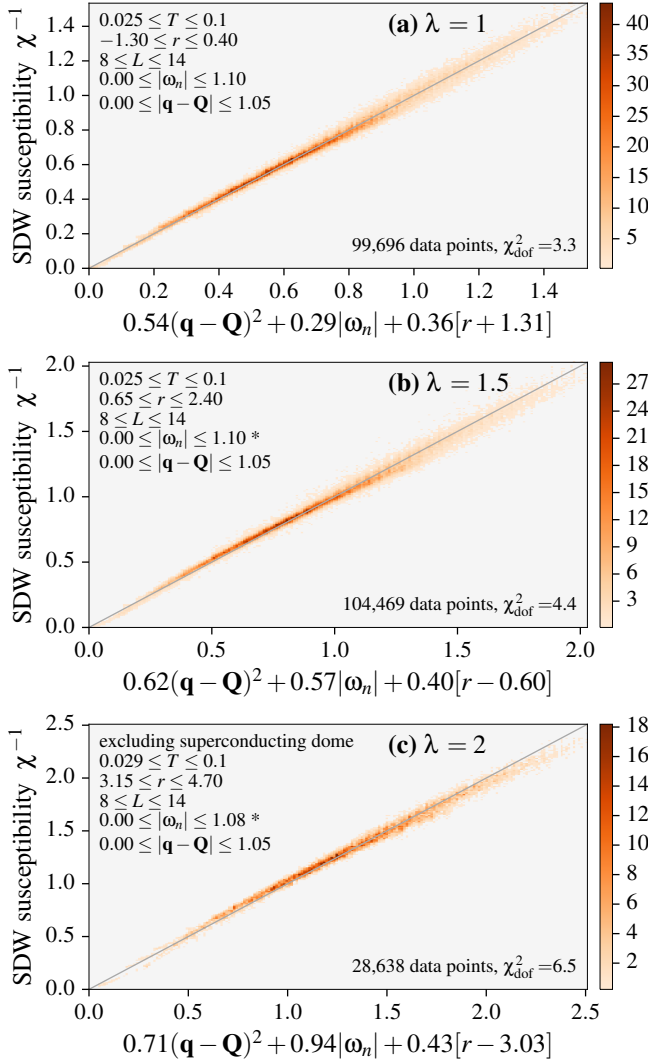 SDW susceptibility χ⁻¹
1.4
1.2
1.0
0.8
0.6
0.4
0.2
0.0
0.025 ≤ T ≤ 0.1
−1.30 ≤ r ≤ 0.40
8 ≤ L ≤ 14
0.00 ≤ |ωₙ| ≤ 1.10
0.00 ≤ |q − Q| ≤ 1.05
(a) λ = 1
99,696 data points, χ²dof =3.3
0.0 0.2 0.4 0.6 0.8 1.0 1.2 1.4
0.54(q − Q)² + 0.29|ωₙ| + 0.36[r + 1.31]
40
35
30
25
20
15
10
5
SDW susceptibility χ⁻¹
2.0
1.5
1.0
0.5
0.0
0.025 ≤ T ≤ 0.1
0.65 ≤ r ≤ 2.40
8 ≤ L ≤ 14
0.00 ≤ |ωₙ| ≤ 1.10 *
0.00 ≤ |q − Q| ≤ 1.05
(b) λ = 1.5
104,469 data points, χ²dof =4.4
0.0 0.5 1.0 1.5 2.0
0.62(q − Q)² + 0.57|ωₙ| + 0.40[r − 0.60]
27
24
21
18
15
12
9
6
3
SDW susceptibility χ⁻¹
2.5
2.0
1.5
1.0
0.5
0.0
excluding superconducting dome
0.029 ≤ T ≤ 0.1
3.15 ≤ r ≤ 4.70
8 ≤ L ≤ 14
0.00 ≤ |ωₙ| ≤ 1.08 *
0.00 ≤ |q − Q| ≤ 1.05
(c) λ = 2
28,638 data points, χ²dof =6.5
0.0 0.5 1.0 1.5 2.0 2.5
0.71(q − Q)² + 0.94|ωₙ| + 0.43[r − 3.03]
18
16
14
12
10
8
6
4
2